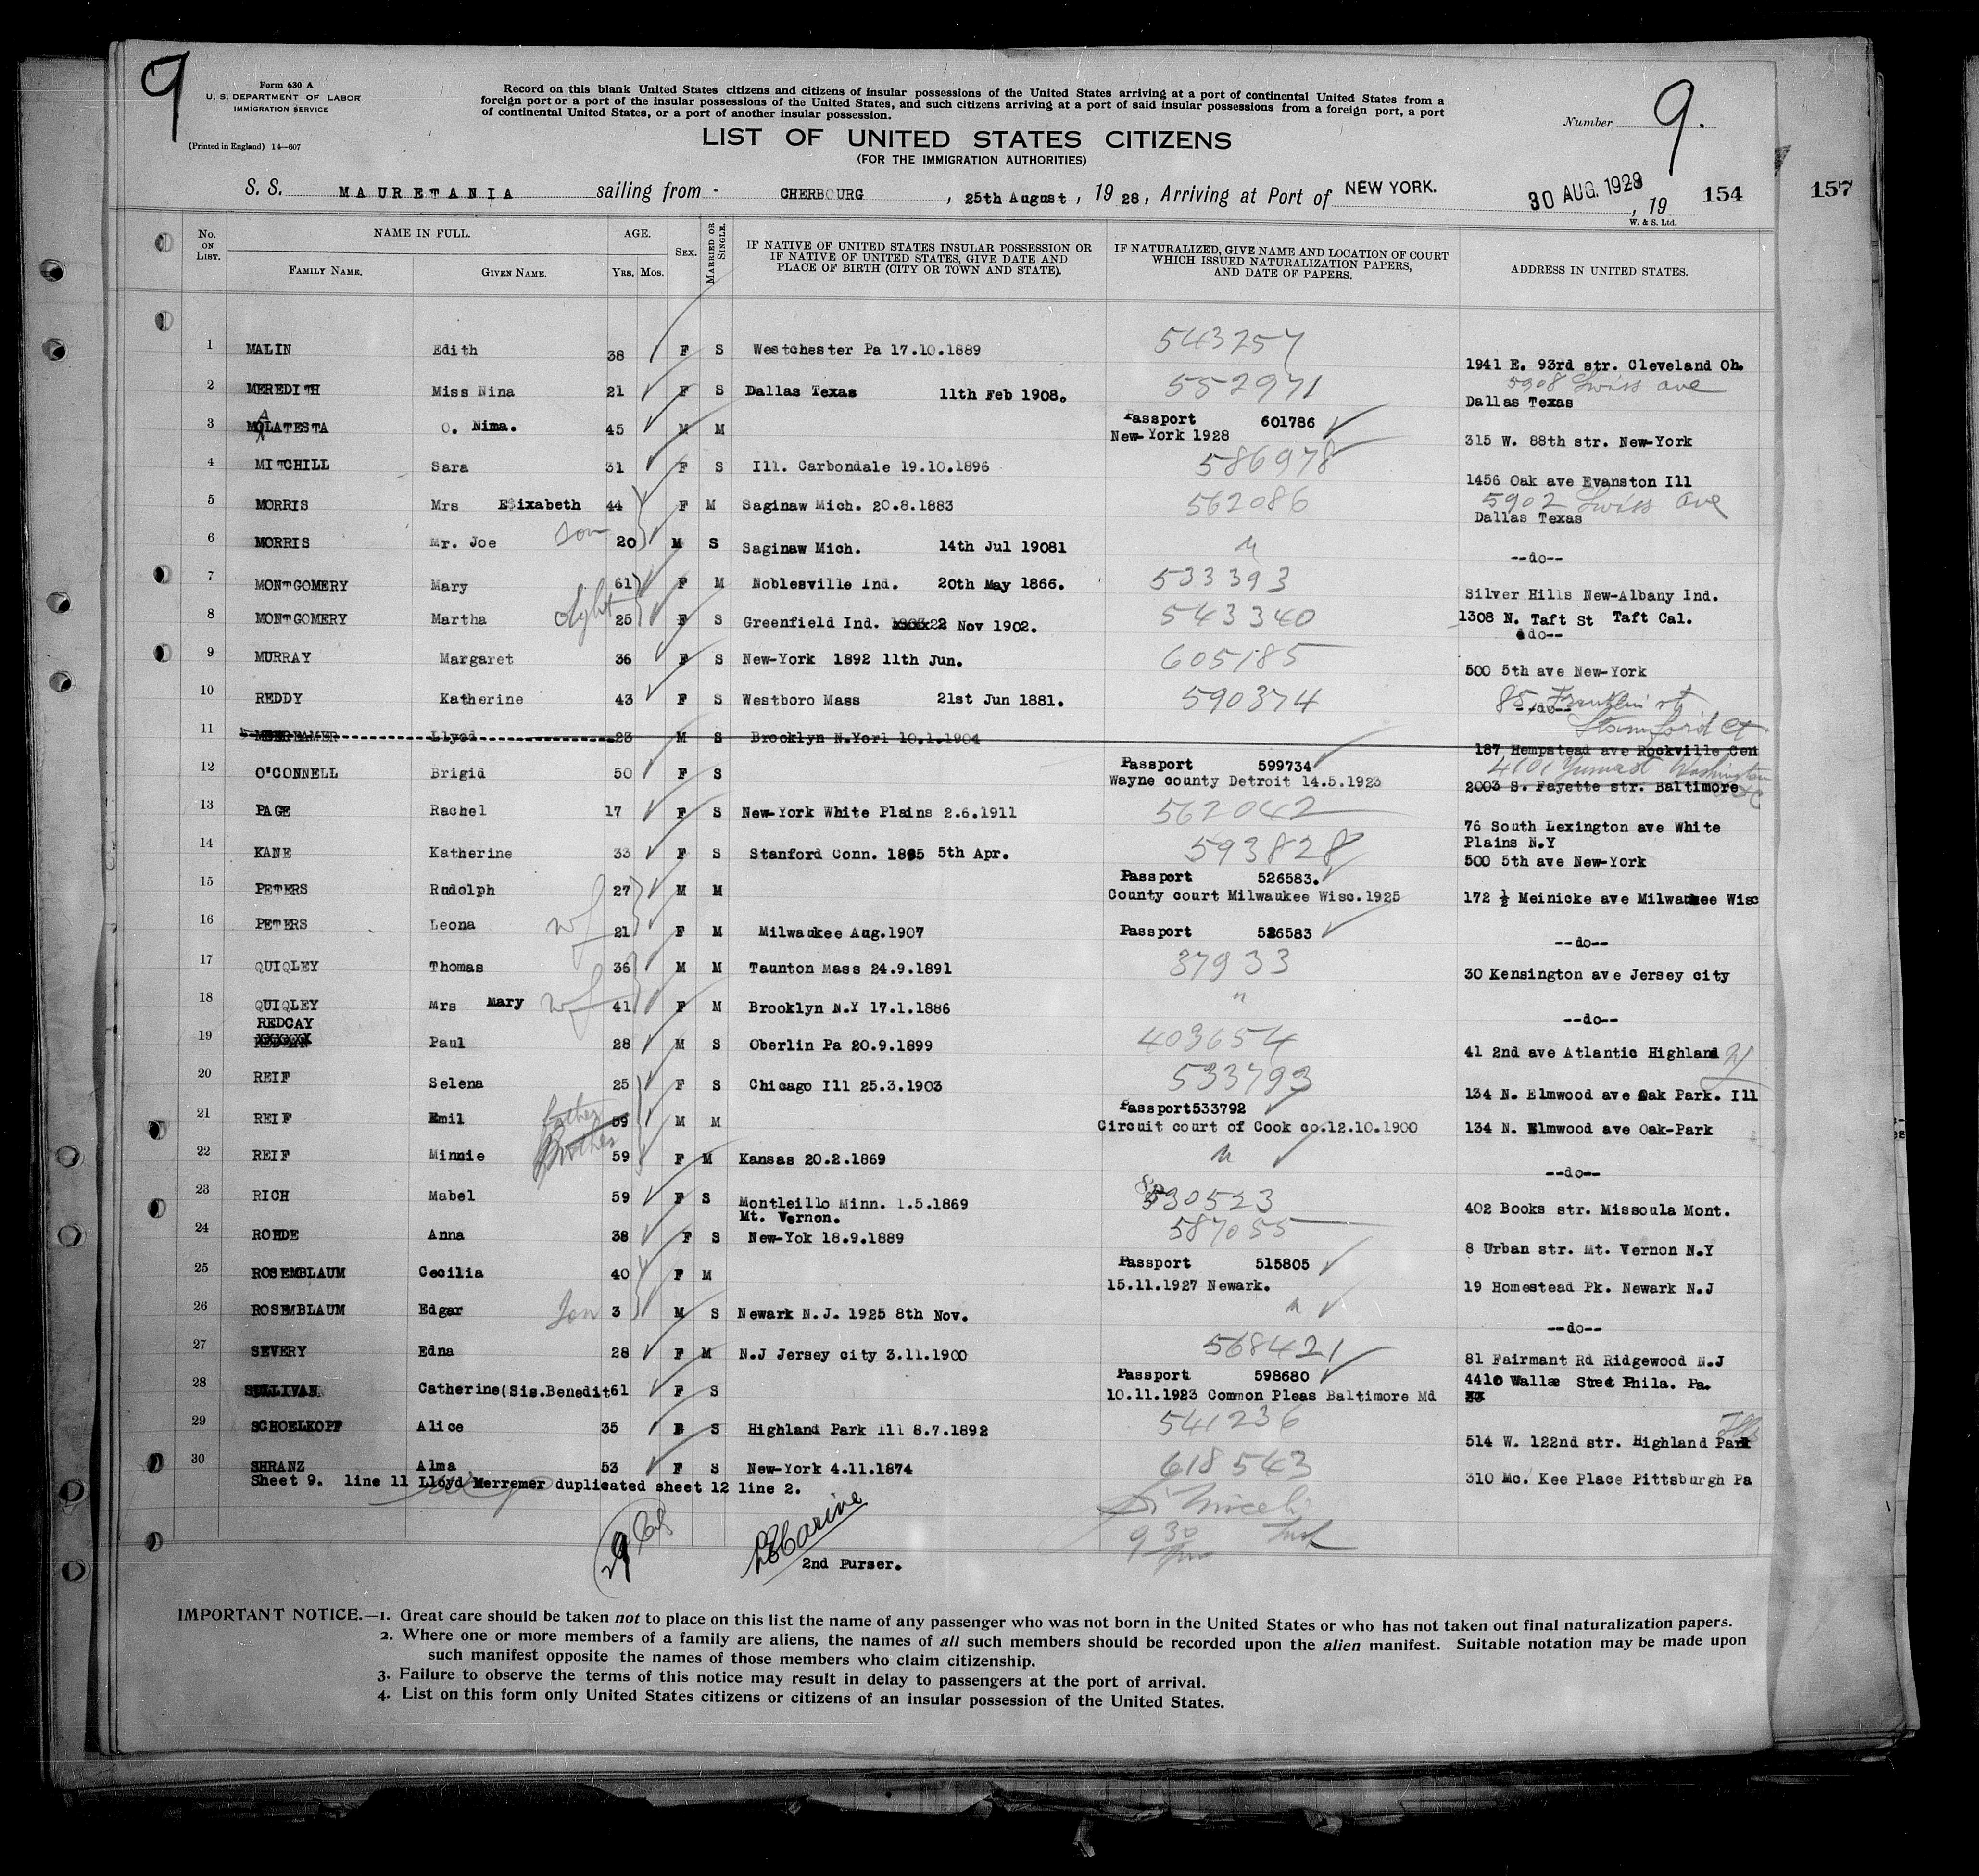 9
Form 630 A
U. S. DEPARTMENT OF LABOR
IMMIGRATION SERVICE
(Printed in England) 14—607
Record on this blank United States citizens and citizens of insular possessions of the United States arriving at a port of continental United States from a
foreign port or a port of the insular possessions of the United States, and such citizens arriving at a port of said insular possessions from a foreign port, a port
of continental United States, or a port of another insular possession.
LIST OF UNITED STATES CITIZENS
(FOR THE IMMIGRATION AUTHORITIES)
Number 9.
S. S. MAURETANIA sailing from - CHERBOURG , 25th August , 19 28, Arriving at Port of NEW YORK. 30 AUG. 1928 , 19 154 157
W. & S. Ltd.
No. ON LIST. NAME IN FULL. AGE. SEX. MARRIED OR SINGLE. IF NATIVE OF UNITED STATES INSULAR POSSESSION OR IF NATIVE OF UNITED STATES, GIVE DATE AND PLACE OF BIRTH (CITY OR TOWN AND STATE). IF NATURALIZED, GIVE NAME AND LOCATION OF COURT WHICH ISSUED NATURALIZATION PAPERS, AND DATE OF PAPERS. ADDRESS IN UNITED STATES.
FAMILY NAME. GIVEN NAME. Yrs. Mos.
1 MALIN Edith 38 F S Westchester Pa 17.10.1889 543257 1941 E. 93rd str. Cleveland Oh.
2 MEREDITH Miss Nina 21 F S Dallas Texas 11th Feb 1908. 552971 5908 Swiss ave
Dallas Texas
3 MALATESTA O. Nima. 45 M M Passport 601786
New-York 1928 315 W. 88th str. New-York
4 MITCHILL Sara 31 F S Ill. Carbondale 19.10.1896 586978 1456 Oak ave Evanston Ill
5 MORRIS Mrs Elixabeth 44 F M Saginaw Mich. 20.8.1883 562086 5902 Swiss ave
Dallas Texas
6 MORRIS Mr. Joe son 20 M S Saginaw Mich. 14th Jul 19081 " --do--
7 MONTGOMERY Mary 61 F M Noblesville Ind. 20th May 1866. 533393 Silver Hills New-Albany Ind.
8 MONTGOMERY Martha dght 25 F S Greenfield Ind. 22 Nov 1902. 543340 1308 N. Taft St Taft Cal.
do--
9 MURRAY Margaret 36 F S New-York 1892 11th Jun. 605185 500 5th ave New-York
10 REDDY Katherine 43 F S Westboro Mass 21st Jun 1881. 590374 --do--
85 Franklin st
Stamford Ct
11 Llyod 23 M S Brooklyn N.Yorl 10.1.1904 187 Hempstead ave Rockville Cen
12 O'CONNELL Brigid 50 F S Passport 599734
Wayne county Detroit 14.5.1923 4101 Yuma st Washington
2003 S. Fayette str. Baltimore
13 PAGE Rachel 17 F S New-York White Plains 2.6.1911 562042 76 South Lexington ave White
Plains N.Y
14 KANE Katherine 33 F S Stanford Conn. 1895 5th Apr. 593828 500 5th ave New-York
15 PETERS Rudolph 27 M M Passport 526583.
County court Milwaukee Wisc. 1925 172 ½ Meinicke ave Milwaukee Wisc
16 PETERS Leona wf 21 F M Milwaukee Aug.1907 Passport 526583 --do--
17 QUIQLEY Thomas 36 M M Taunton Mass 24.9.1891 37933 30 Kensington ave Jersey city
18 QUIQLEY Mrs Mary wf 41 F M Brooklyn N.Y 17.1.1886 " --do--
19 REDCAY Paul 28 M S Oberlin Pa 20.9.1899 403654 41 2nd ave Atlantic Highland NJ
20 REIF Selena 25 F S Chicago Ill 25.3.1903 533793 134 N. Elmwood ave Oak Park. Ill
21 REIF Emil father 59 M M Passport533792
Circuit court of Cook co.12.10.1900 134 N. Elmwood ave Oak-Park
22 REIF Minnie 59 F M Kansas 20.2.1869 " --do--
23 RICH Mabel 59 F S Montleillo Minn. 1.5.1869 530523 402 Books str. Missoula Mont.
24 ROHDE Anna 38 F S Mt. Vernon.
New-Yok 18.9.1889 587055 8 Urban str. Mt. Vernon N.Y
25 ROSEMBLAUM Cecilia 40 F M Passport 515805
15.11.1927 Newark. 19 Homestead Pk. Newark N.J
26 ROSEMBLAUM Edgar Son 3 M S Newark N.J. 1925 8th Nov. " --do--
27 SEVERY Edna 28 F M N.J Jersey city 3.11.1900 568421 81 Fairmant Rd Ridgewood N.J
28 SULLIVAN Catherine(Sis.Benedit 61 F S Passport 598680
10.11.1923 Common Pleas Baltimore Md 4410 Wallae Street Phila. Pa.
29 SCHOELKOPF Alice 35 F S Highland Park Ill 8.7.1892 541236 514 W. 122nd str. Highland Park Ills
30 SHRANZ Alma 53 F S New-York 4.11.1874 618543 310 Mc. Kee Place Pittsburgh Pa
Sheet 9. line 11 Lloyd Merremer duplicated sheet 12 line 2.
9 30
2nd Purser.
IMPORTANT NOTICE.—1. Great care should be taken not to place on this list the name of any passenger who was not born in the United States or who has not taken out final naturalization papers.
2. Where one or more members of a family are aliens, the names of all such members should be recorded upon the alien manifest. Suitable notation may be made upon
such manifest opposite the names of those members who claim citizenship.
3. Failure to observe the terms of this notice may result in delay to passengers at the port of arrival.
4. List on this form only United States citizens or citizens of an insular possession of the United States.